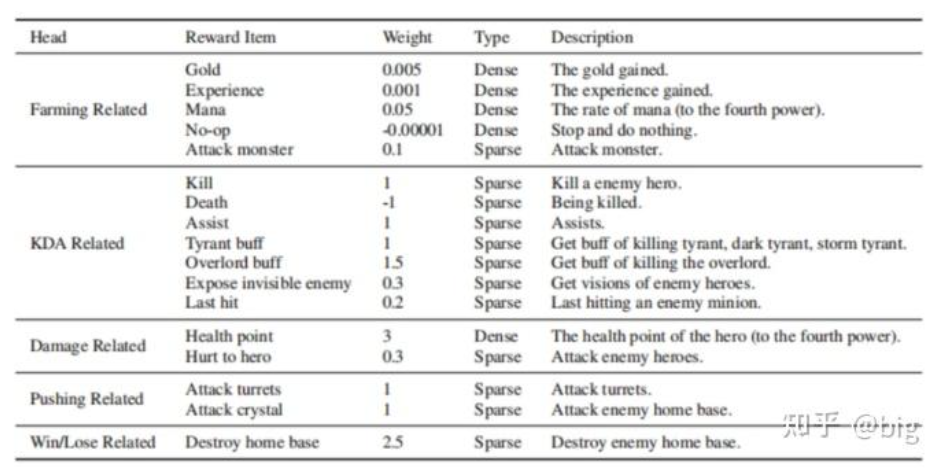 Head Reward Item Weight Type Description
Gold 0.005 Dense The gold gained.
Experience 0.001 Dense The experience gained.
Farming Related Mana 0.05 Dense The rate of mana (to the fourth power).
No-op -0.00001 Dense Stop and do nothing.
Attack monster 0.1 Sparse Attack monster.
Kill 1 Sparse Kill a enemy hero.
Death -1 Sparse Being killed.
Assist 1 Sparse Assists.
KDA Related Tyrant buff 1 Sparse Get buff of killing tyrant, dark tyrant, storm tyrant.
Overlord buff 1.5 Sparse Get buff of killing the overlord.
Expose invisible enemy 0.3 Sparse Get visions of enemy heroes.
Last hit 0.2 Sparse Last hitting an enemy minion.
Damage Related Health point 3 Dense The health point of the hero (to the fourth power).
Hurt to hero 0.3 Sparse Attack enemy heroes.
Pushing Related Attack turrets 1 Sparse Attack turrets.
Attack crystal 1 Sparse Attack enemy home base.
Win/Lose Related Destroy home base 2.5 Sparse Destroy enemy home base.
知乎 @big